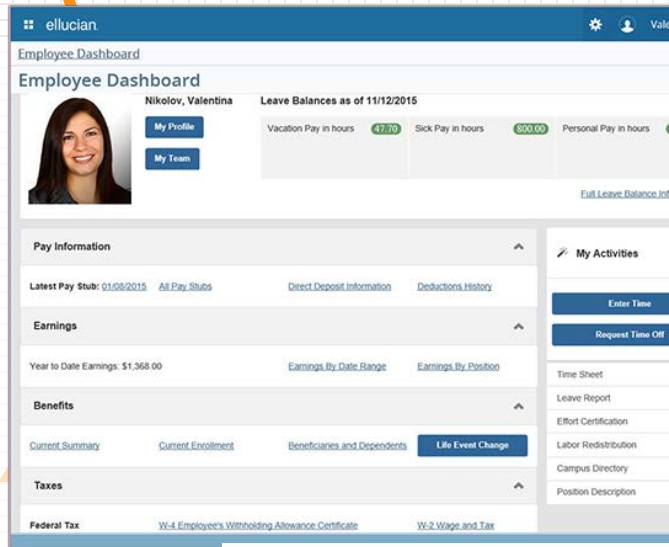 ellucian
Vale
Employee Dashboard
Employee Dashboard
Nikolov, Valentina
My Profile
My Team
Leave Balances as of 11/12/2015
Vacation Pay in hours 47.70 Sick Pay in hours 800.00 Personal Pay in hours
Full Leave Balance Inf
Pay Information
Latest Pay Stub: 01/08/2015 All Pay Stubs Direct Deposit Information Deductions History
Earnings
Year to Date Earnings: $1,368.00 Earnings By Date Range Earnings By Position
Benefits
Current Summary Current Enrollment Beneficiaries and Dependents Life Event Change
Taxes
Federal Tax W-4 Employee's Withholding Allowance Certificate W-2 Wage and Tax
My Activities
Enter Time
Request Time Off
Time Sheet
Leave Report
Effort Certification
Labor Redistribution
Campus Directory
Position Description